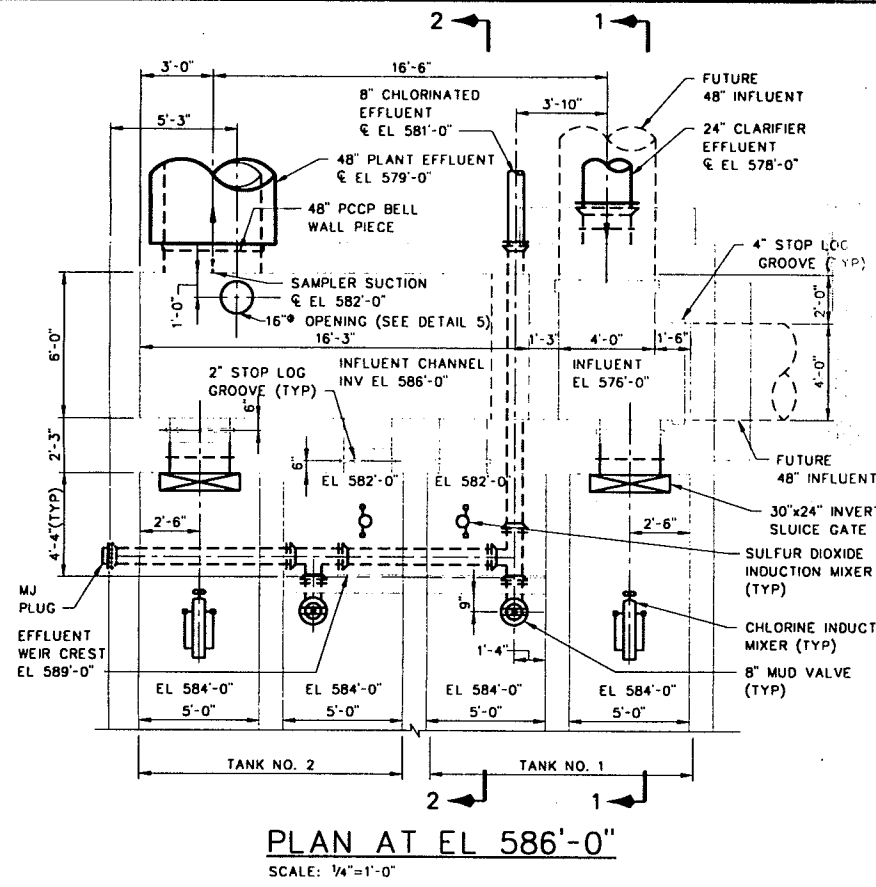 2
1
3'-0"
16'-6"
8" CHLORINATED
EFFLUENT
℄ EL 581'-0"
3'-10"
FUTURE
48" INFLUENT
5'-3"
24" CLARIFIER
EFFLUENT
℄ EL 578'-0"
48" PLANT EFFLUENT
℄ EL 579'-0"
48" PCCP BELL
WALL PIECE
4" STOP LOG
GROOVE (TYP)
SAMPLER SUCTION
℄ EL 582'-0"
1'-0"
16"ø OPENING (SEE DETAIL 5)
2'-0"
6'-0"
16'-3"
1'-3"
4'-0"
1'-6"
4'-0"
2" STOP LOG
GROOVE (TYP)
INFLUENT CHANNEL
INV EL 586'-0"
INFLUENT
EL 576'-0"
6"
2'-3"
6"
EL 582'-0"
EL 582'-0
FUTURE
48" INFLUENT
30"x24" INVERT
SLUICE GATE
4'-4"(TYP)
2'-6"
2'-6"
SULFUR DIOXIDE
INDUCTION MIXER
(TYP)
MJ
PLUG
9"
CHLORINE INDUCT
MIXER (TYP)
EFFLUENT
WEIR CREST
EL 589'-0"
1'-4"
8" MUD VALVE
(TYP)
EL 584'-0"
EL 584'-0"
EL 584'-0"
EL 584'-0"
5'-0"
5'-0"
5'-0"
5'-0"
TANK NO. 2
TANK NO. 1
2
1
PLAN AT EL 586'-0"
SCALE: 1/4"=1'-0"